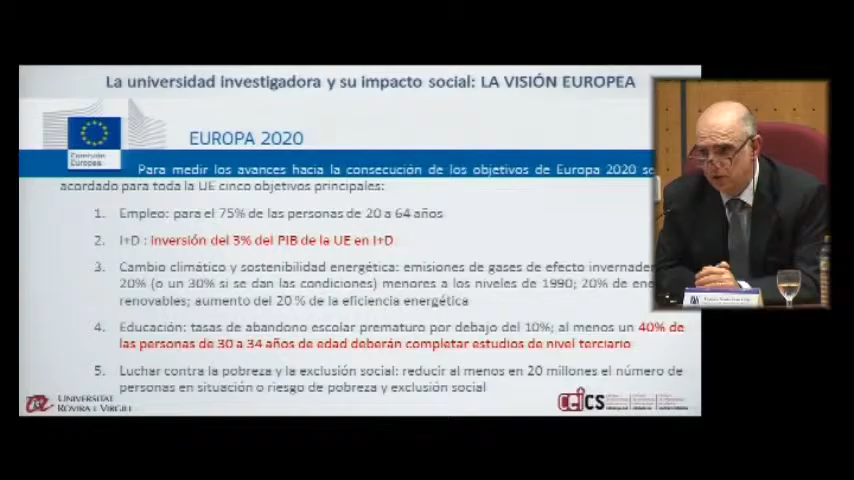 La universidad investigadora y su impacto social: LA VISIÓN EUROPEA
Comisión
Europea
EUROPA 2020
Para medir los avances hacia la consecución de los objetivos de Europa 2020 se
acordado para toda la UE cinco objetivos principales:
1. Empleo: para el 75% de las personas de 20 a 64 años
2. I+D : Inversión del 3% del PIB de la UE en I+D
3. Cambio climático y sostenibilidad energética: emisiones de gases de efecto
20% (o un 30% si se dan las condiciones) menores a los niveles de 1990; 20% de
renovables; aumento del 20 % de la eficiencia energética
4. Educación: tasas de abandono escolar prematuro por debajo del 10%; al menos un 40% de
las personas de 30 a 34 años de edad deberán completar estudios de nivel terciario
5. Luchar contra la pobreza y la exclusión social: reducir al menos en 20 millones el número de
personas en situación o riesgo de pobreza y exclusión social
UNIVERSITAT
ROVIRA I VIRGILI
ceiCS